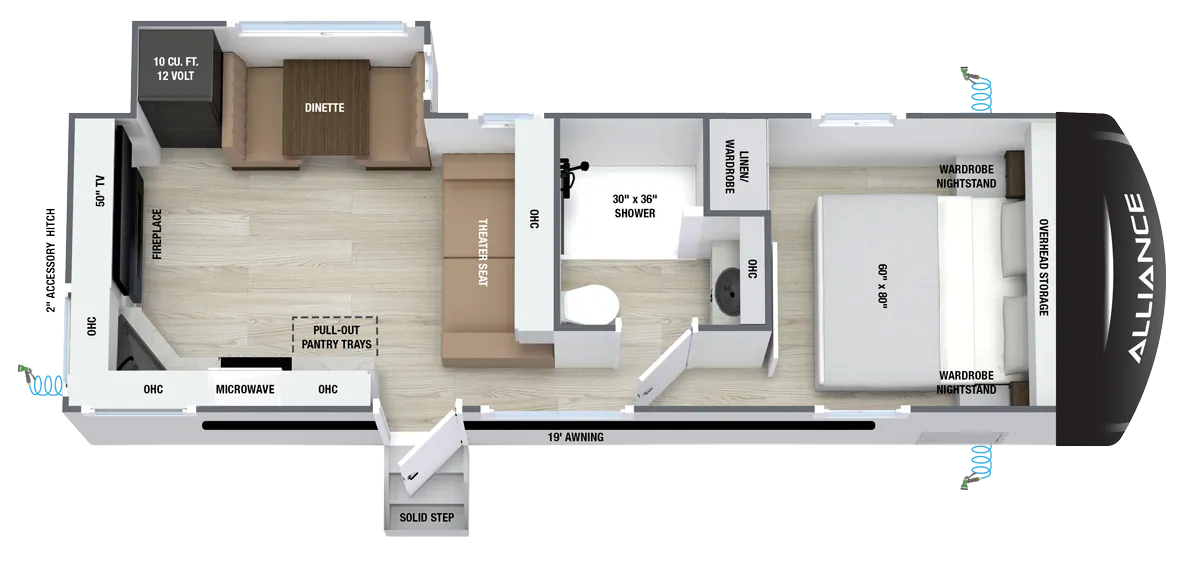 10 CU. FT.
12 VOLT
DINETTE
LINEN/
WARDROBE
WARDROBE
NIGHTSTAND
50" TV
FIREPLACE
2" ACCESSORY HITCH
THEATER SEAT
OHC
30" x 36"
SHOWER
OHC
60" x 80"
OVERHEAD STORAGE
ALLIANCE
OHC
PULL-OUT
PANTRY TRAYS
WARDROBE
NIGHTSTAND
OHC
MICROWAVE
OHC
19' AWNING
SOLID STEP